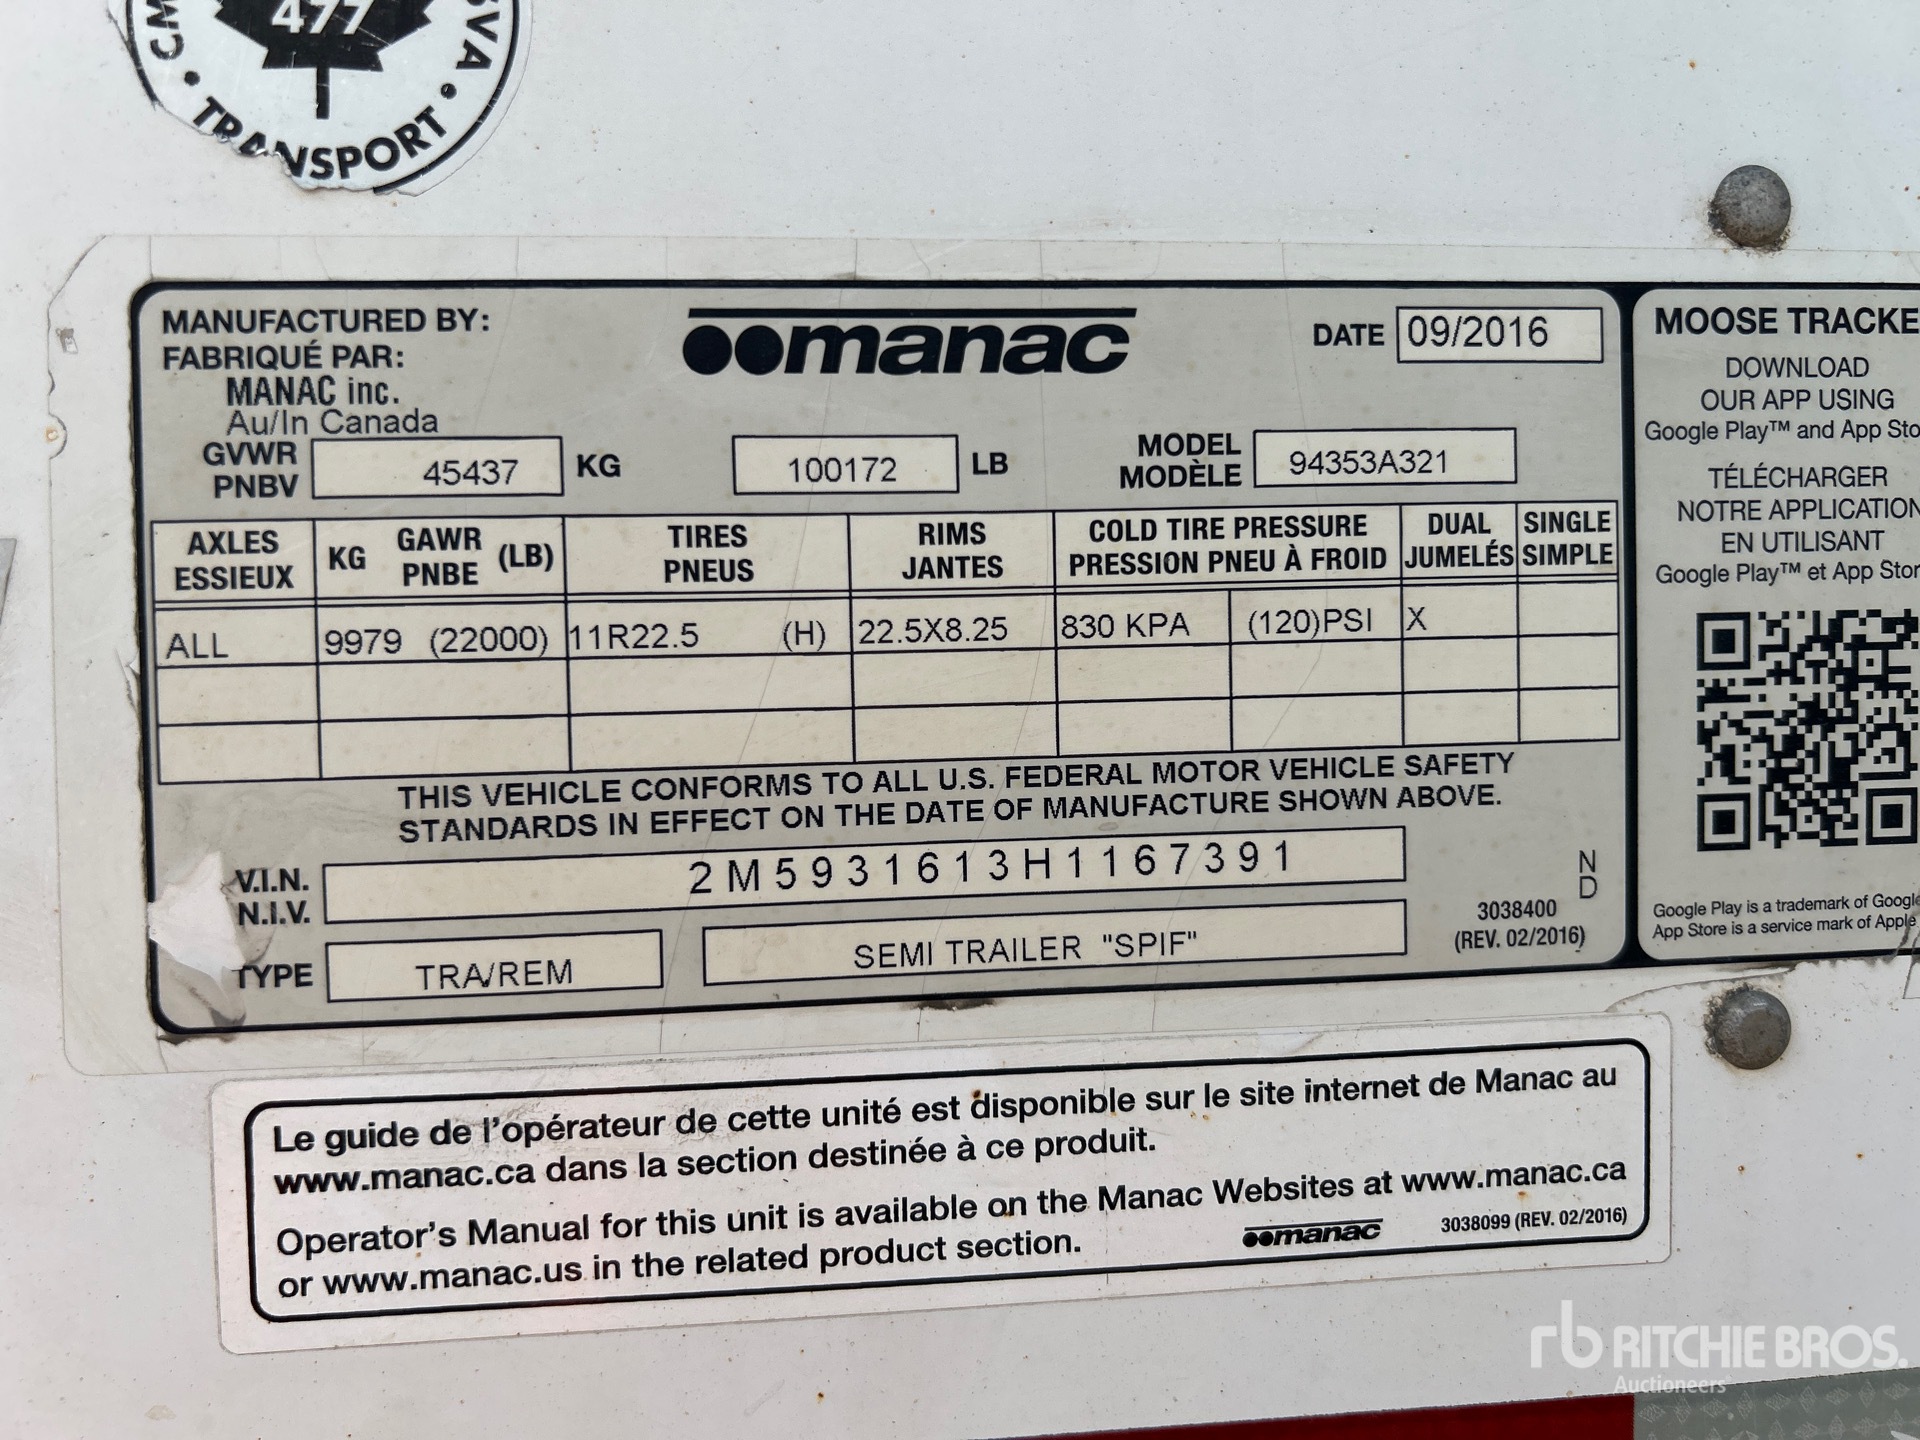 477
TRANSPORT
MANUFACTURED BY:
FABRIQUÉ PAR:
MANAC inc.
Au/In Canada
manac
DATE 09/2016
GVWR
PNBV
45437 KG
100172 LB
MODEL
MODÈLE
94353A321
AXLES
ESSIEUX
KG GAWR (LB)
PNBE
TIRES
PNEUS
RIMS
JANTES
COLD TIRE PRESSURE
PRESSION PNEU À FROID
DUAL
JUMELÉS
SINGLE
SIMPLE
ALL 9979 (22000) 11R22.5 (H) 22.5X8.25 830 KPA (120)PSI X
THIS VEHICLE CONFORMS TO ALL U.S. FEDERAL MOTOR VEHICLE SAFETY
STANDARDS IN EFFECT ON THE DATE OF MANUFACTURE SHOWN ABOVE.
V.I.N.
N.I.V.
2M5931613H1167391
N
D
3038400
(REV. 02/2016)
TYPE TRA/REM SEMI TRAILER "SPIF"
MOOSE TRACKE
DOWNLOAD
OUR APP USING
Google Play™ and App Sto
TÉLÉCHARGER
NOTRE APPLICATION
EN UTILISANT
Google Play™ et App Stor
Google Play is a trademark of Google
App Store is a service mark of Apple
Le guide de l'opérateur de cette unité est disponible sur le site internet de Manac au
www.manac.ca dans la section destinée à ce produit.
Operator's Manual for this unit is available on the Manac Websites at www.manac.ca
or www.manac.us in the related product section.
manac
3038099 (REV. 02/2016)
rb RITCHIE BROS.
Auctioneers